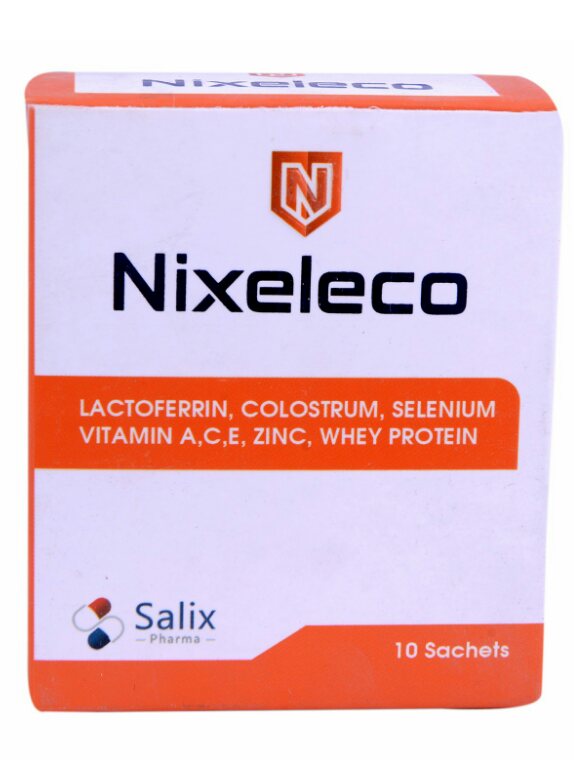 Nixeleco
N
Nixeleco
LACTOFERRIN, COLOSTRUM, SELENIUM
VITAMIN A,C,E, ZINC, WHEY PROTEIN
Salix
Pharma
10 Sachets